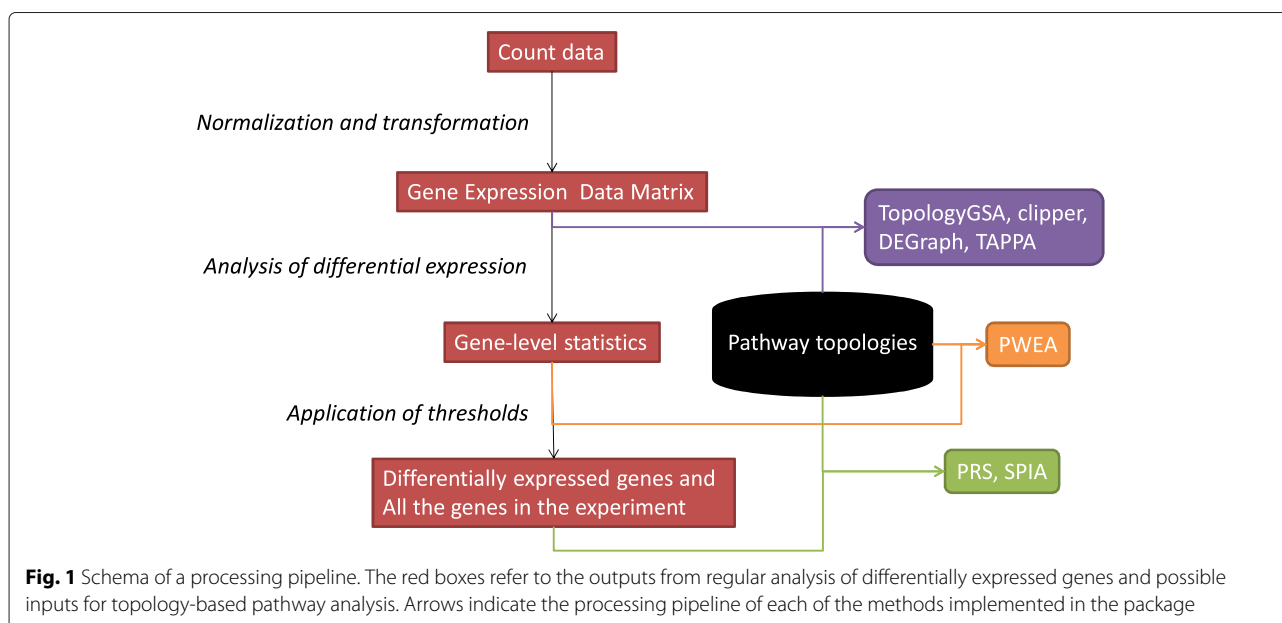 Count data
Normalization and transformation
Gene Expression Data Matrix
TopologyGSA, clipper,
DEGraph, TAPPA
Analysis of differential expression
Gene-level statistics
Pathway topologies
PWEA
Application of thresholds
Differentially expressed genes and
All the genes in the experiment
PRS, SPIA
Fig. 1 Schema of a processing pipeline. The red boxes refer to the outputs from regular analysis of differentially expressed genes and possible
inputs for topology-based pathway analysis. Arrows indicate the processing pipeline of each of the methods implemented in the package